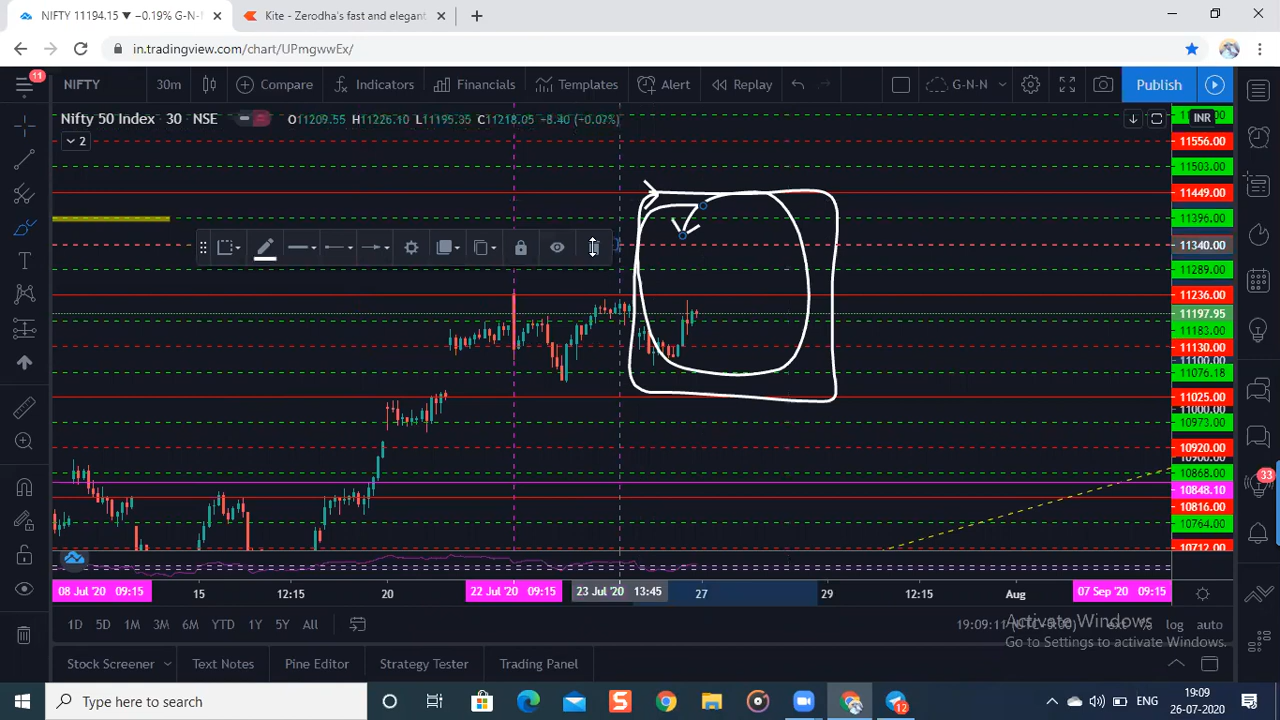 NIFTY 11194.15 ▼ −0.19% G-N-N
Kite - Zerodha's fast and elegant
in.tradingview.com/chart/UPmgwwEx/
11
NIFTY 30m Compare Indicators Financials Templates Alert Replay G-N-N Publish
Nifty 50 Index 30 NSE O11209.55 H11226.10 L11195.35 C11218.05 −8.40 (−0.07%)
INR
2
11556.00
11503.00
11449.00
11396.00
11340.00
11289.00
11236.00
11197.95
11183.00
11130.00
11100.00
11076.18
11025.00
11000.00
10973.00
10920.00
10900.00
10868.00
33
10848.10
10816.00
10764.00
10712.00
08 Jul '20 09:15 15 12:15 20 22 Jul '20 09:15 23 Jul '20 13:45 27 29 12:15 Aug 07 Sep '20 09:15
1D 5D 1M 3M 6M YTD 1Y 5Y All 19:09:11 ext % log auto
Activate Windows
Go to Settings to activate Windows.
Stock Screener Text Notes Pine Editor Strategy Tester Trading Panel
Type here to search
12
ENG
19:09
26-07-2020